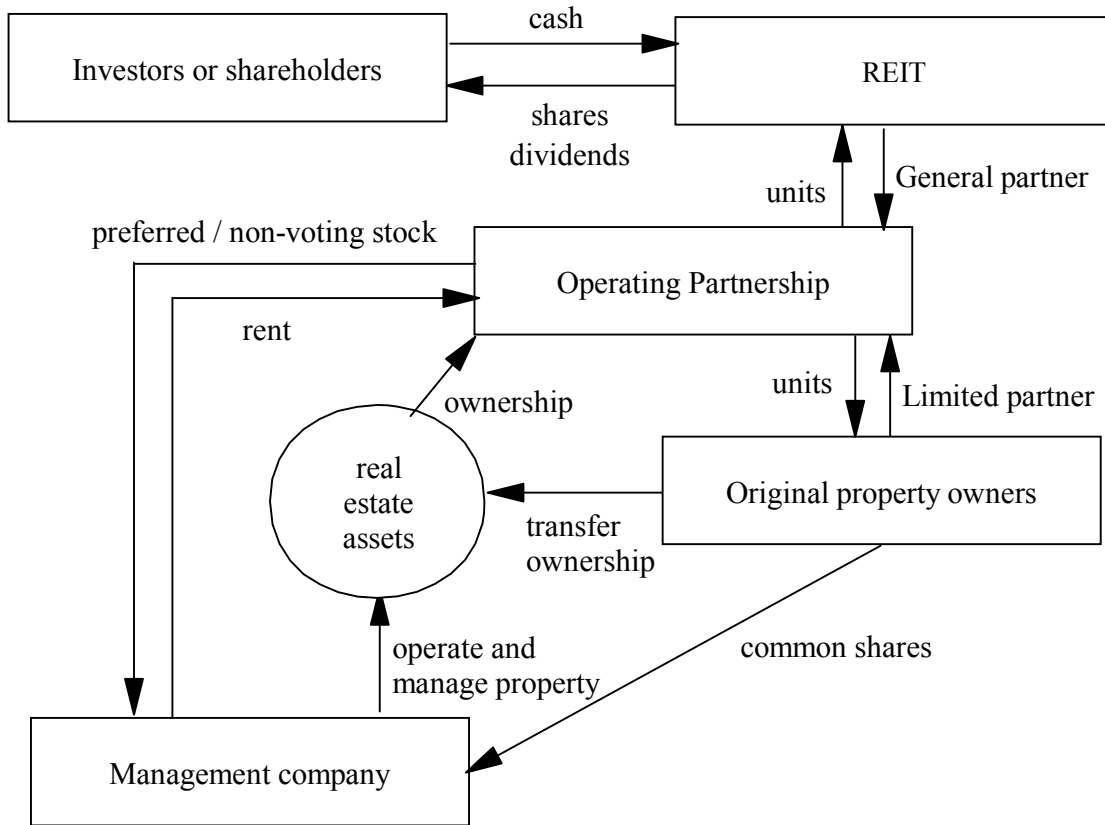 cash
Investors or shareholders
REIT
shares
dividends
units
General partner
preferred / non-voting stock
Operating Partnership
rent
units
Limited partner
ownership
real
estate
assets
Original property owners
transfer
ownership
common shares
operate and
manage property
Management company